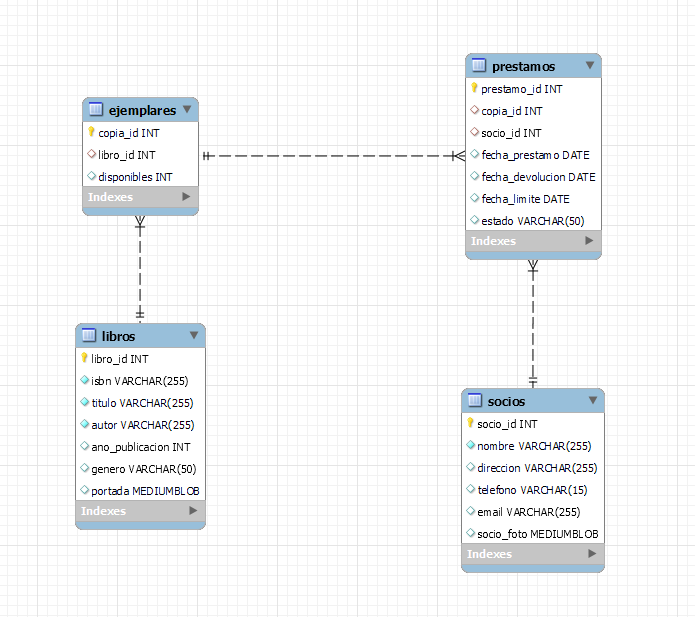 ejemplares
copia_id INT
libro_id INT
disponibles INT
Indexes
prestamos
prestamo_id INT
copia_id INT
socio_id INT
fecha_prestamo DATE
fecha_devolucion DATE
fecha_limite DATE
estado VARCHAR(50)
Indexes
libros
libro_id INT
isbn VARCHAR(255)
titulo VARCHAR(255)
autor VARCHAR(255)
ano_publicacion INT
genero VARCHAR(50)
portada MEDIUMBLOB
Indexes
socios
socio_id INT
nombre VARCHAR(255)
direccion VARCHAR(255)
telefono VARCHAR(15)
email VARCHAR(255)
socio_foto MEDIUMBLOB
Indexes